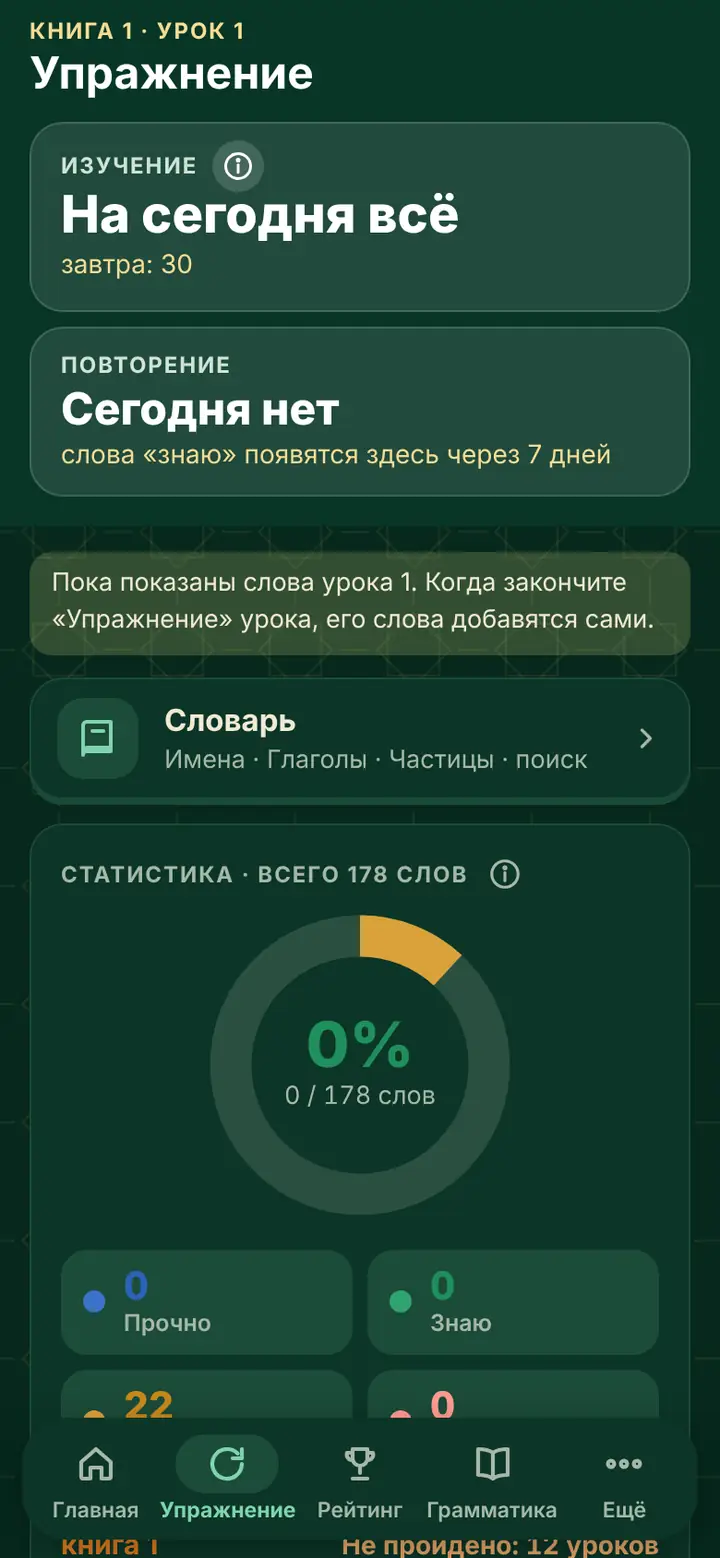 КНИГА 1 · УРОК 1
Упражнение
ИЗУЧЕНИЕ
На сегодня всё
завтра: 30
ПОВТОРЕНИЕ
Сегодня нет
слова «знаю» появятся здесь через 7 дней
Пока показаны слова урока 1. Когда закончите
«Упражнение» урока, его слова добавятся сами.
Словарь
Имена · Глаголы · Частицы · поиск
СТАТИСТИКА · ВСЕГО 178 СЛОВ
0%
0 / 178 слов
0
Прочно
0
Знаю
22
0
Главная Упражнение Рейтинг Грамматика Ещё
книга 1 Не пройдено: 12 уроков